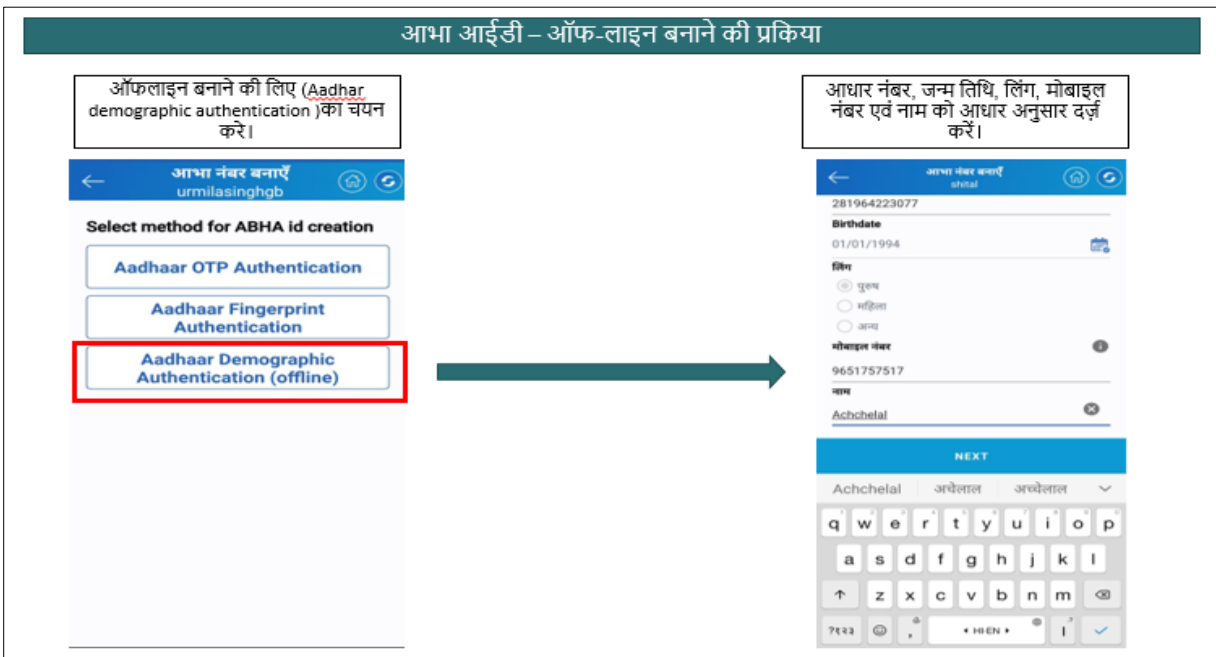 आभा आईडी – ऑफ-लाइन बनाने की प्रकिया
ऑफलाइन बनाने की लिए (Aadhar
demographic authentication )का चयन
करे।
आभा नंबर बनाएँ
urmilasinghgb
Select method for ABHA id creation
Aadhaar OTP Authentication
Aadhaar Fingerprint
Authentication
Aadhaar Demographic
Authentication (offline)
आधार नंबर, जन्म तिथि, लिंग, मोबाइल
नंबर एवं नाम को आधार अनुसार दर्ज़
करें।
आभा नंबर बनाएँ
shital
281964223077
Birthdate
01/01/1994
लिंग
पुरुष
महिला
अन्य
मोबाइल नंबर
9651757517
नाम
Achchelal
NEXT
Achchelal अचेलाल अच्चेलाल
q w e r t y u i o p
a s d f g h j k l
z x c v b n m
?१२३ , HI EN ।